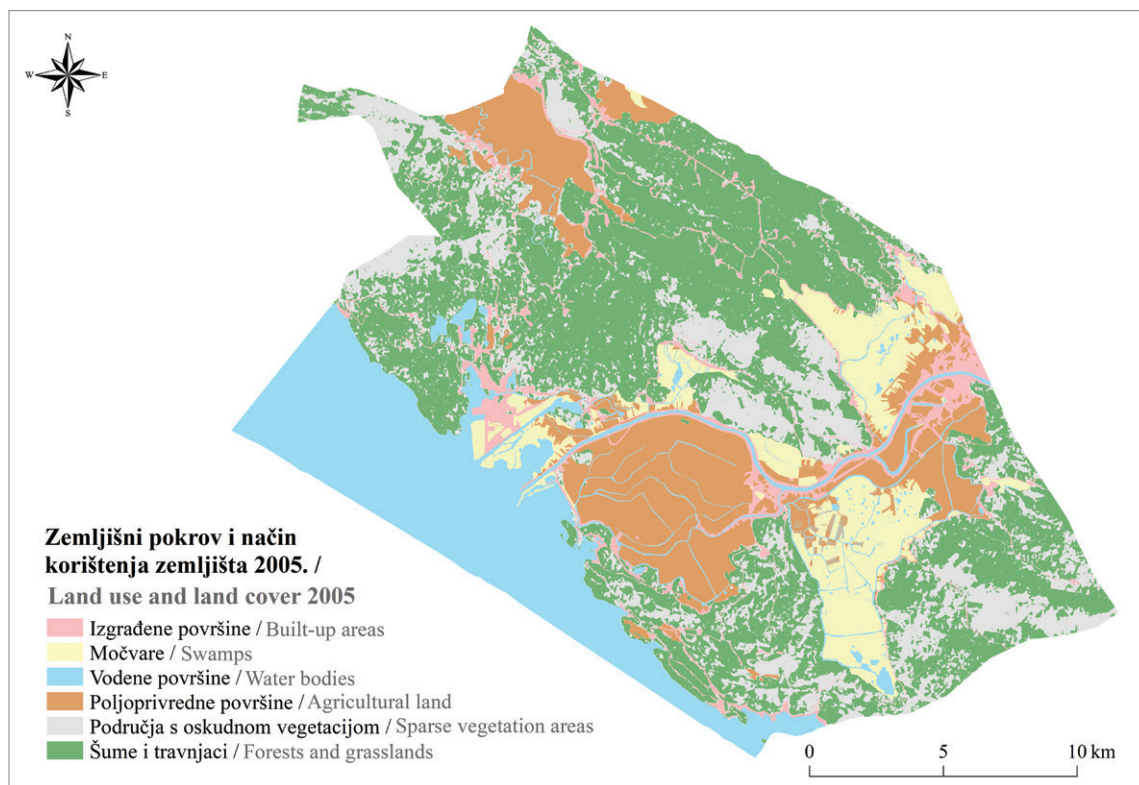 N
W E
S
Zemljišni pokrov i način
korištenja zemljišta 2005. /
Land use and land cover 2005
Izgrađene površine / Built-up areas
Močvare / Swamps
Vodene površine / Water bodies
Poljoprivredne površine / Agricultural land
Područja s oskudnom vegetacijom / Sparse vegetation areas
Šume i travnjaci / Forests and grasslands
0 5 10 km